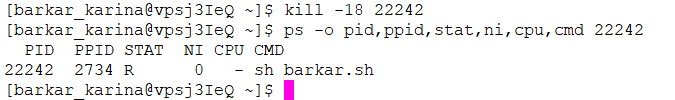 [barkar_karina@vpsj3IeQ ~]$ kill -18 22242
[barkar_karina@vpsj3IeQ ~]$ ps -o pid,ppid,stat,ni,cpu,cmd 22242
  PID  PPID STAT  NI CPU CMD
22242  2734 R      0   - sh barkar.sh
[barkar_karina@vpsj3IeQ ~]$